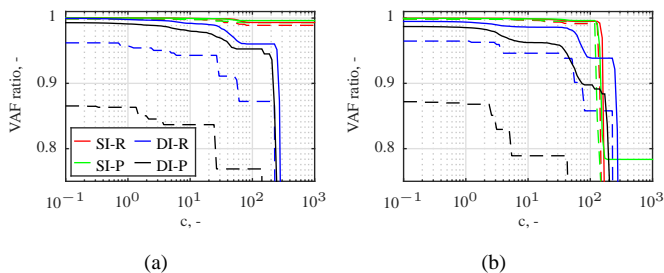 1
0.9
0.8
VAF ratio, -
SI-R
DI-R
SI-P
DI-P
10^-1 10^0 10^1 10^2 10^3
c, -
(a)
1
0.9
0.8
VAF ratio, -
10^-1 10^0 10^1 10^2 10^3
c, -
(b)